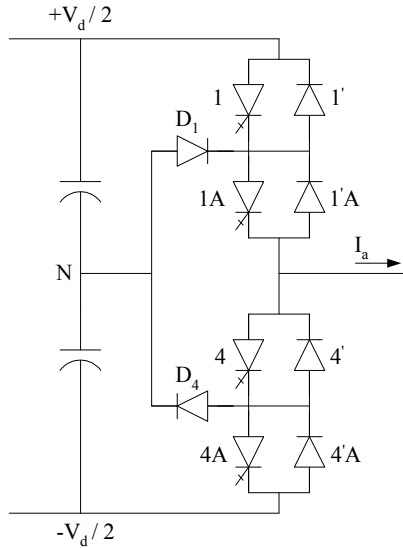 +V_d / 2
1
1'
D_1
1A
1'A
I_a
N
4
4'
D_4
4A
4'A
-V_d / 2